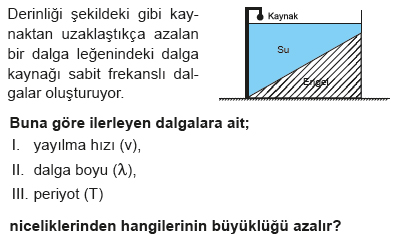 Derinliği şekildeki gibi kay-
naktan uzaklaştıkça azalan
bir dalga leğenindeki dalga
kaynağı sabit frekanslı dal-
galar oluşturuyor.
Kaynak
Su
Engel
Buna göre ilerleyen dalgalara ait;
I. yayılma hızı (v),
II. dalga boyu (λ),
III. periyot (T)
niceliklerinden hangilerinin büyüklüğü azalır?